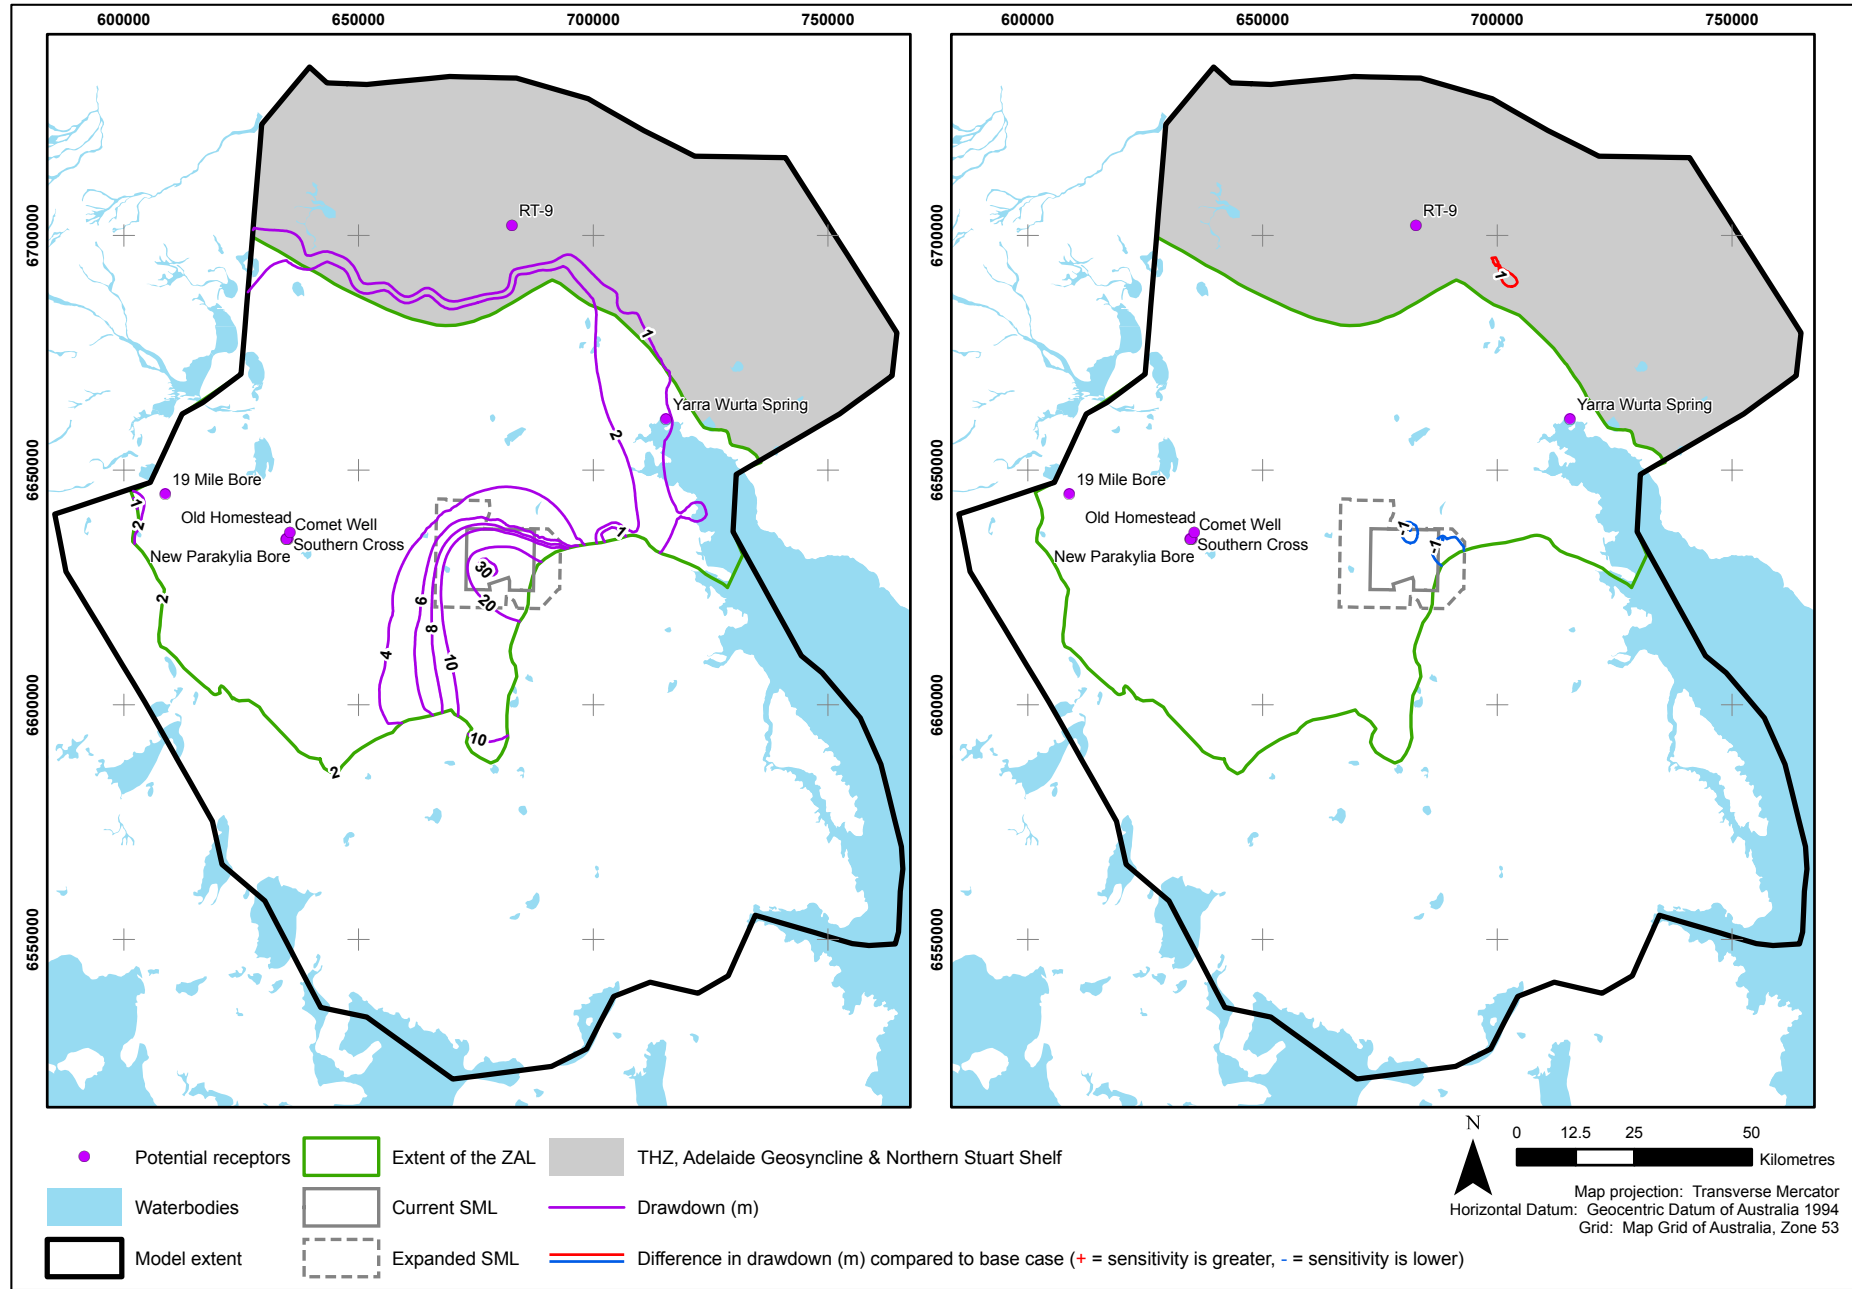 600000 650000 700000 750000
600000 650000 700000 750000
6700000
6650000
6600000
6550000
RT-9
1
2
Yarra Wurta Spring
19 Mile Bore
1
2
Old Homestead
Comet Well
Southern Cross
New Parakylia Bore
1
30
20
2
6
8
4
10
10
2
6700000
6650000
6600000
6550000
RT-9
1
Yarra Wurta Spring
19 Mile Bore
Old Homestead
Comet Well
Southern Cross
New Parakylia Bore
-1
-1
Potential receptors
Extent of the ZAL
THZ, Adelaide Geosyncline & Northern Stuart Shelf
Waterbodies
Current SML
Drawdown (m)
Model extent
Expanded SML
Difference in drawdown (m) compared to base case (+ = sensitivity is greater, - = sensitivity is lower)
N
0 12.5 25 50
Kilometres
Map projection: Transverse Mercator
Horizontal Datum: Geocentric Datum of Australia 1994
Grid: Map Grid of Australia, Zone 53